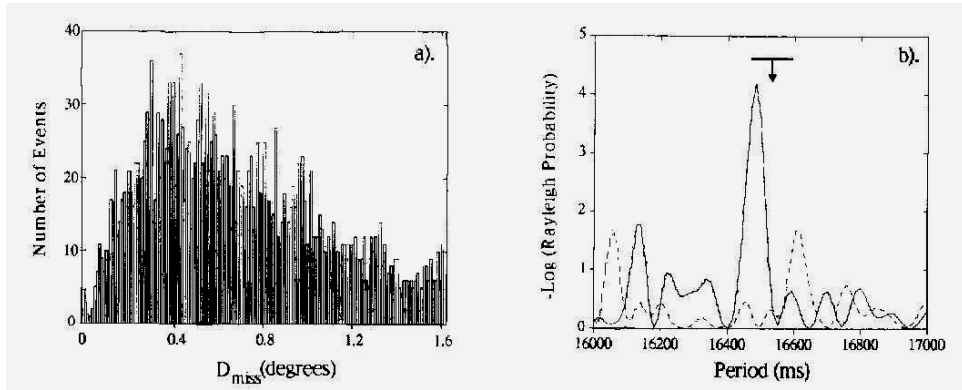 a).
Number of Events
40
30
20
10
0
0 0.4 0.8 1.2 1.6
D miss (degrees)
b).
-Log (Rayleigh Probability)
5
4
3
2
1
0
16000 16200 16400 16600 16800 17000
Period (ms)